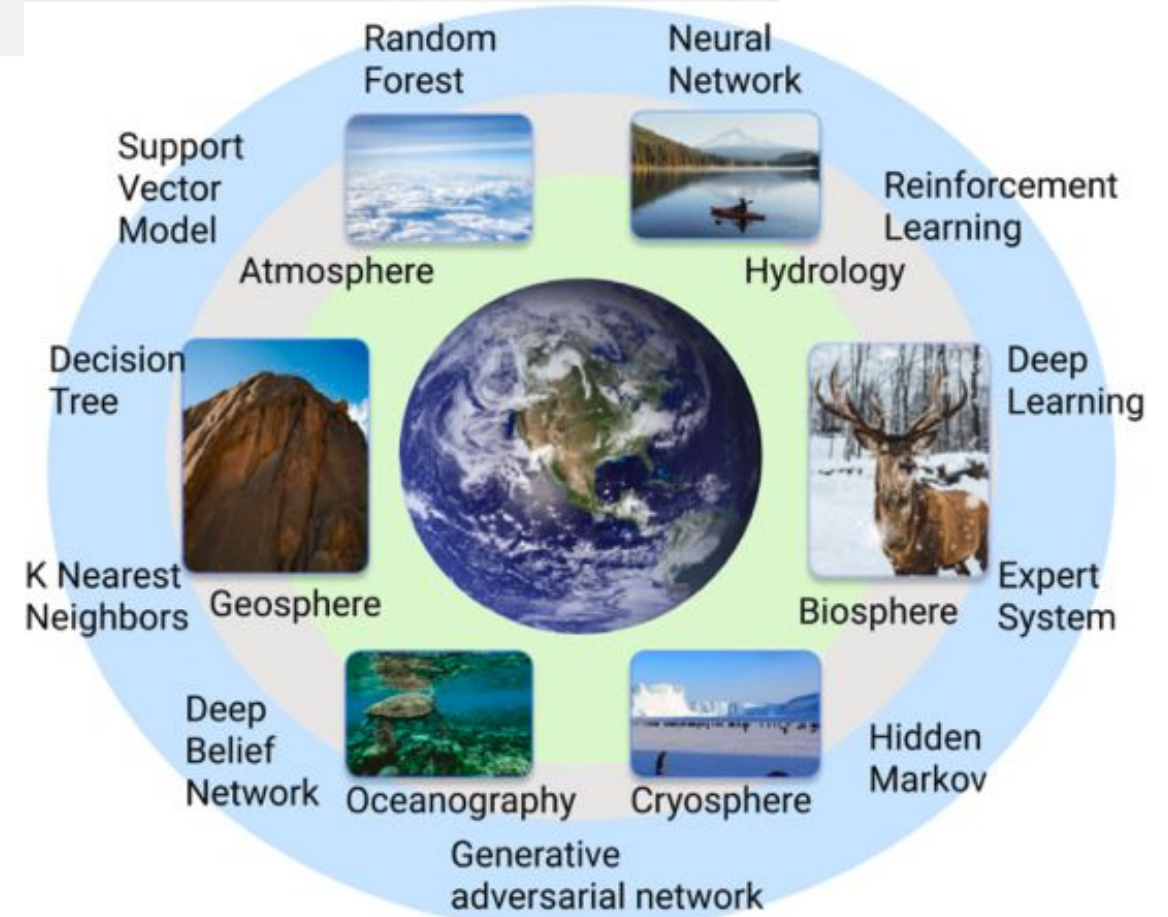 Random
Forest
Neural
Network
Support
Vector
Model
Reinforcement
Learning
Atmosphere
Hydrology
Decision
Tree
Deep
Learning
K Nearest
Neighbors
Geosphere
Biosphere
Expert
System
Deep
Belief
Network
Oceanography
Cryosphere
Hidden
Markov
Generative
adversarial network